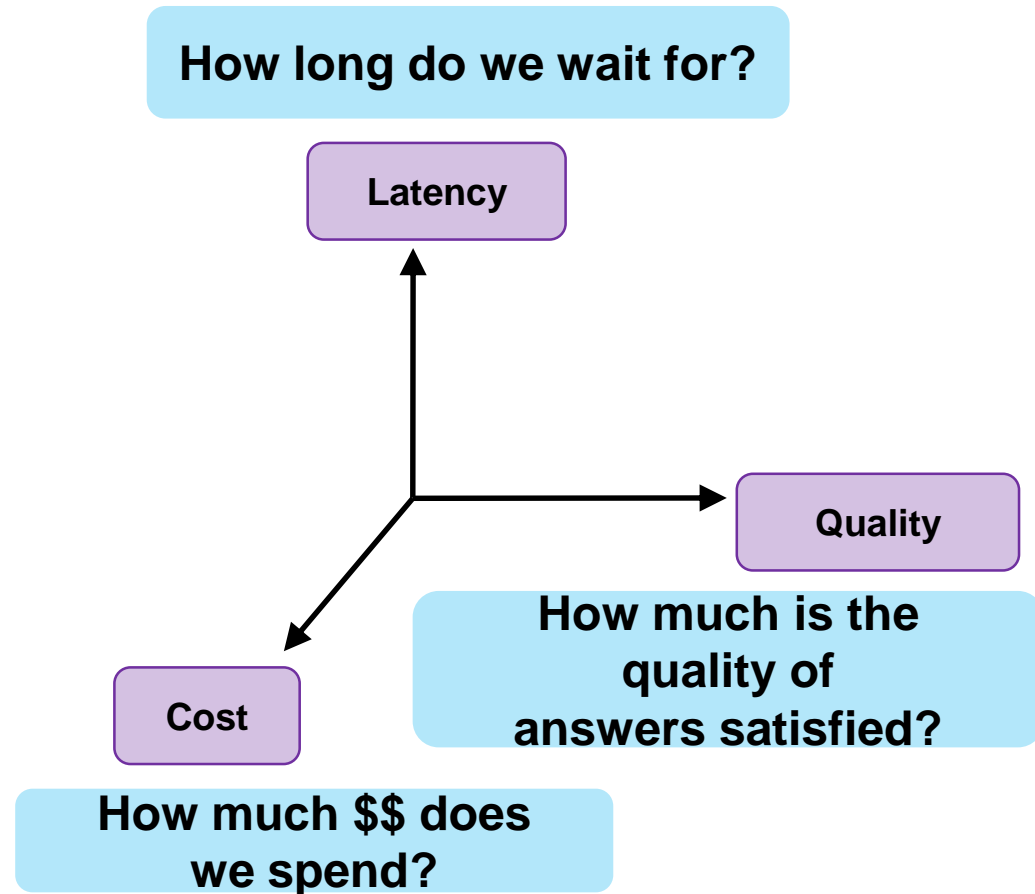 How long do we wait for?
Latency
Quality
How much is the
quality of
answers satisfied?
Cost
How much $$ does
we spend?